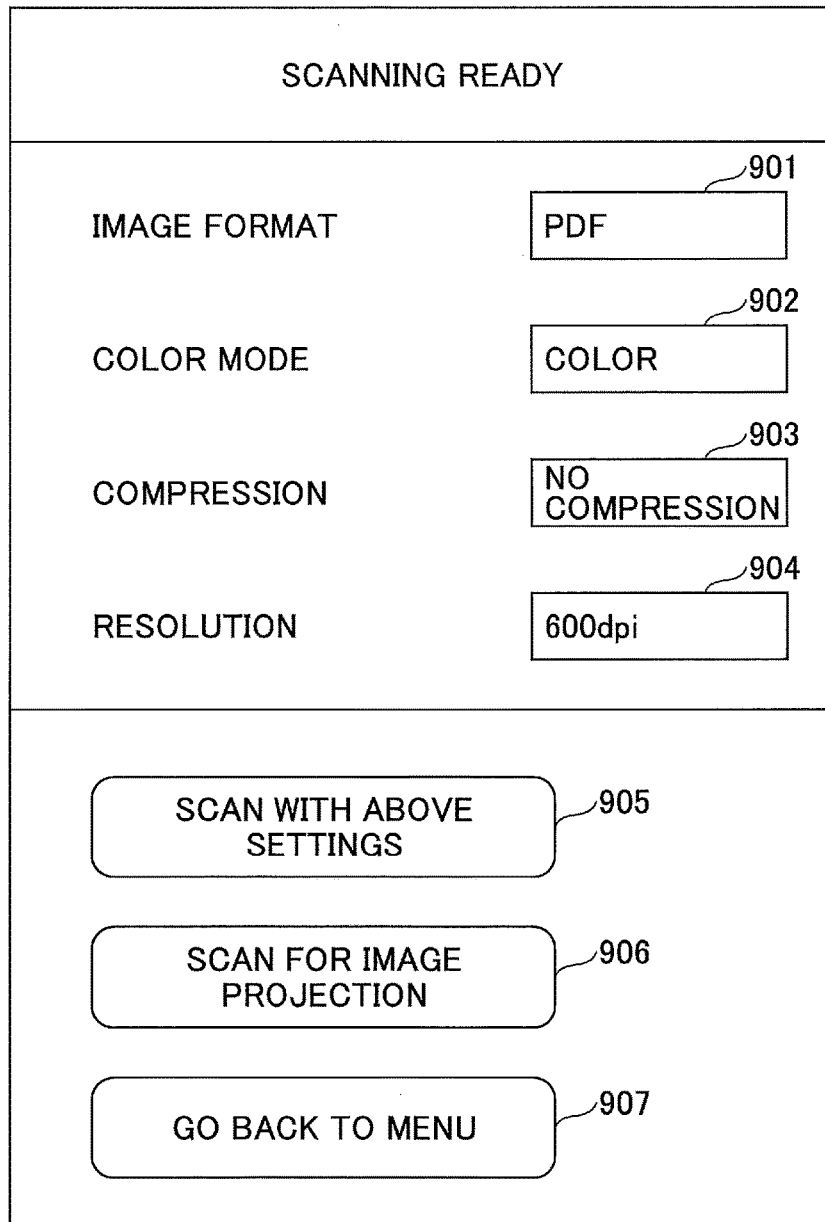 SCANNING READY
901
IMAGE FORMAT PDF
902
COLOR MODE COLOR
903
COMPRESSION NO
COMPRESSION
904
RESOLUTION 600dpi
SCAN WITH ABOVE
SETTINGS
905
SCAN FOR IMAGE
PROJECTION
906
GO BACK TO MENU
907